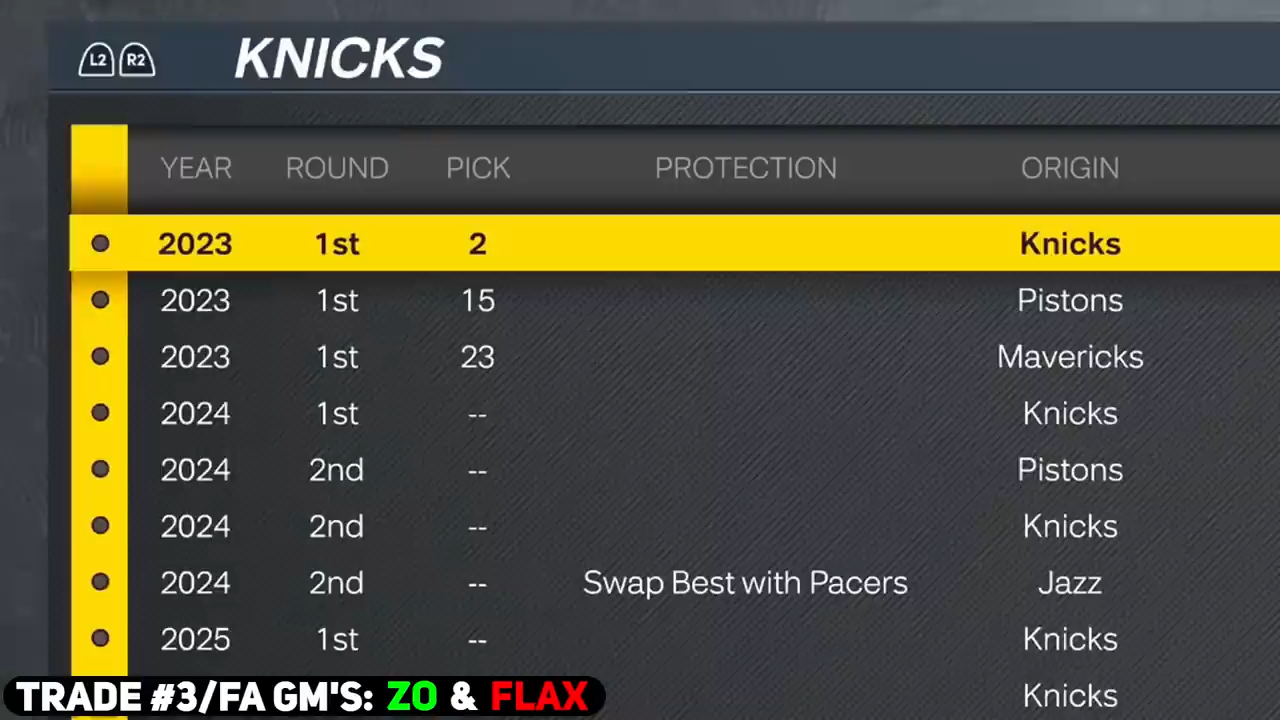 L2 R2 KNICKS
YEAR ROUND PICK PROTECTION ORIGIN
2023 1st 2 Knicks
2023 1st 15 Pistons
2023 1st 23 Mavericks
2024 1st -- Knicks
2024 2nd -- Pistons
2024 2nd -- Knicks
2024 2nd -- Swap Best with Pacers Jazz
2025 1st -- Knicks
Knicks
TRADE #3/FA GM'S: ZO & FLAX